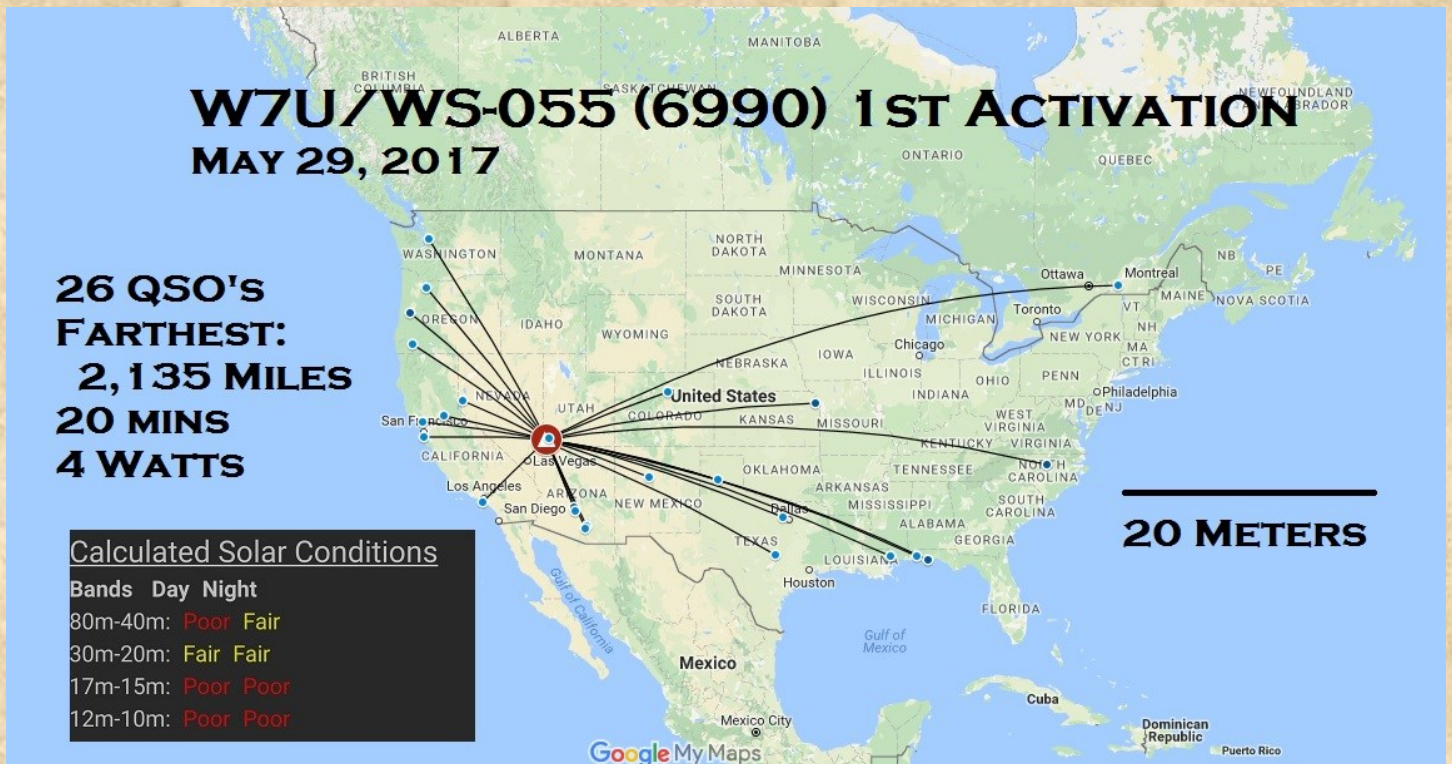 W7U/WS-055 (6990) 1ST ACTIVATION
MAY 29, 2017
26 QSO'S
FARTHEST:
2,135 MILES
20 MINS
4 WATTS
20 METERS
Calculated Solar Conditions
Bands Day Night
80m-40m: Poor Fair
30m-20m: Fair Fair
17m-15m: Poor Poor
12m-10m: Poor Poor
ALBERTA
MANITOBA
BRITISH
COLUMBIA
SASKATCHEWAN
NEWFOUNDLAND
AND LABRADOR
ONTARIO
QUEBEC
WASHINGTON
MONTANA
NORTH
DAKOTA
MINNESOTA
Ottawa
Montreal
NB
PE
MAINE
NOVA SCOTIA
OREGON
IDAHO
SOUTH
DAKOTA
WISCONSIN
MICHIGAN
Toronto
VT
NH
WYOMING
NEW YORK
MA
CT RI
Chicago
IOWA
NEBRASKA
ILLINOIS
INDIANA
OHIO
PENN
Philadelphia
MD
DE
NJ
NEVADA
UTAH
COLORADO
United States
KANSAS
MISSOURI
WEST
VIRGINIA
KENTUCKY
VIRGINIA
San Francisco
CALIFORNIA
Las Vegas
OKLAHOMA
TENNESSEE
NORTH
CAROLINA
Los Angeles
ARIZONA
NEW MEXICO
ARKANSAS
MISSISSIPPI
SOUTH
CAROLINA
San Diego
Dallas
ALABAMA
TEXAS
LOUISIANA
GEORGIA
Houston
FLORIDA
Gulf of California
Gulf of
Mexico
Mexico
Cuba
Mexico City
Dominican
Republic
Puerto Rico
Google My Maps